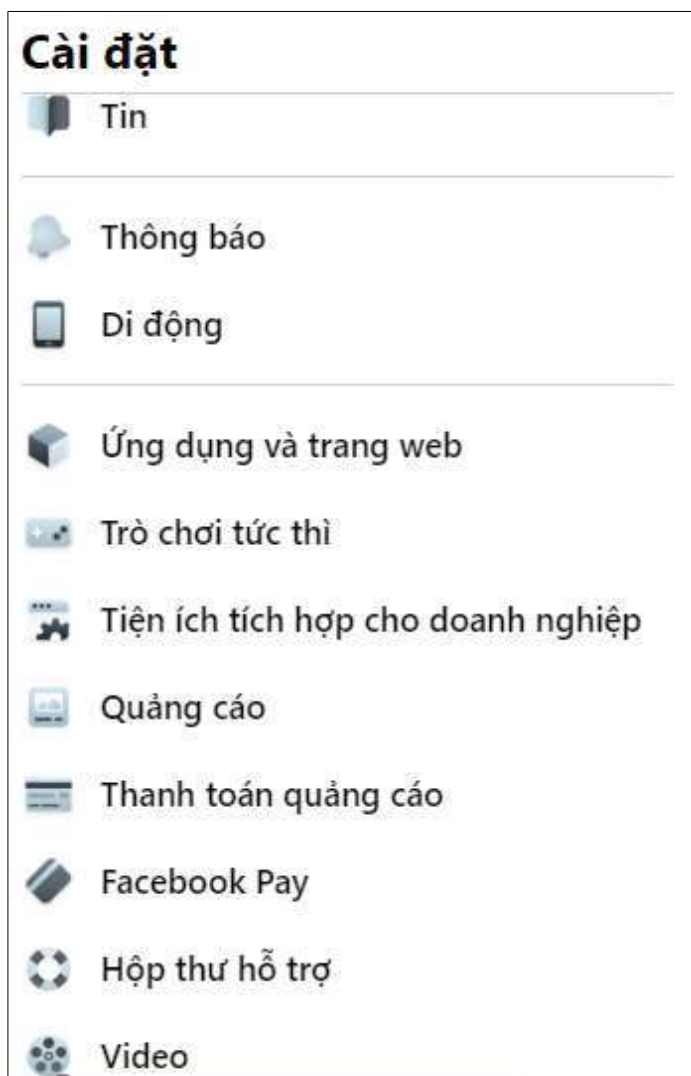 Cài đặt
Tin
Thông báo
Di động
Ứng dụng và trang web
Trò chơi tức thì
Tiện ích tích hợp cho doanh nghiệp
Quảng cáo
Thanh toán quảng cáo
Facebook Pay
Hộp thư hỗ trợ
Video